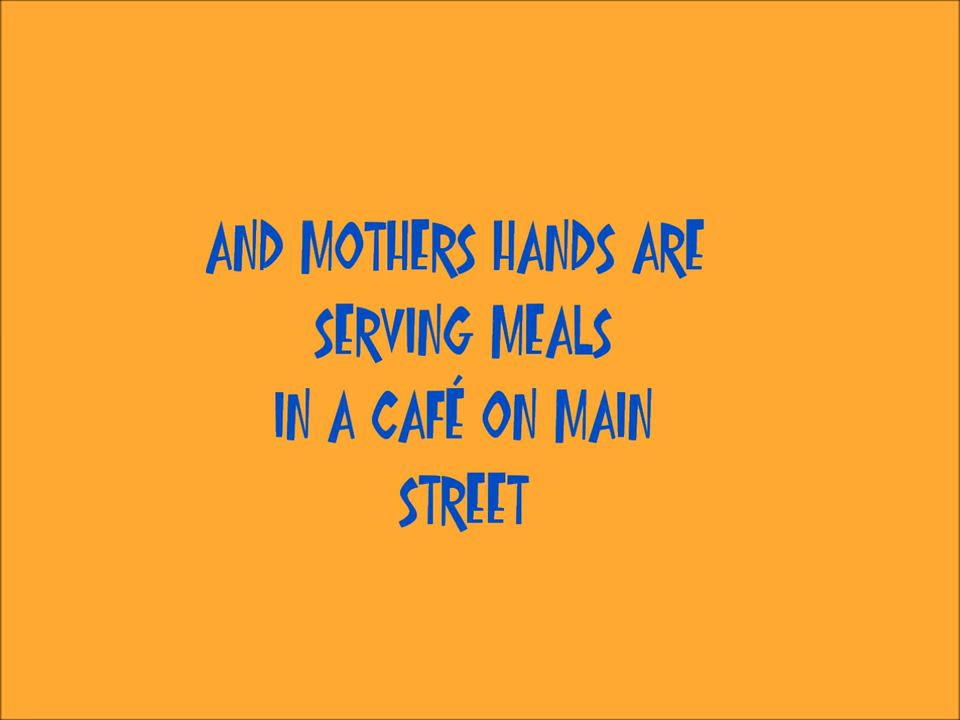 AND MOTHERS HANDS ARE
SERVING MEALS
IN A CAFÉ ON MAIN
STREET